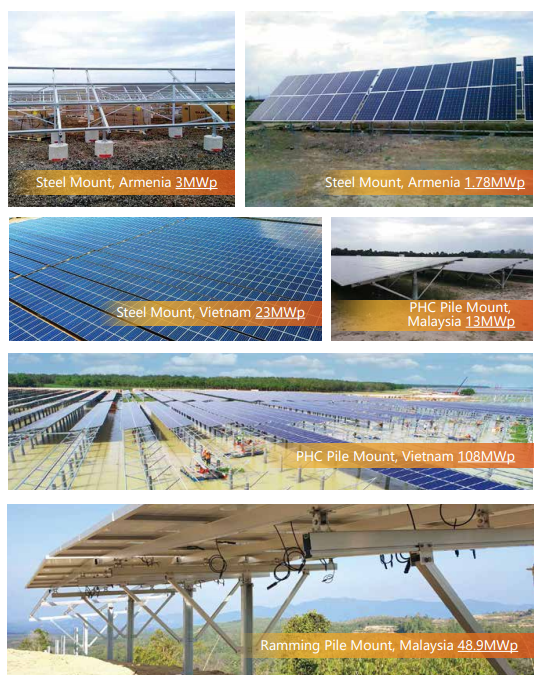 Steel Mount, Armenia 3MWp
Steel Mount, Armenia 1.78MWp
Steel Mount, Vietnam 23MWp
PHC Pile Mount,
Malaysia 13MWp
PHC Pile Mount, Vietnam 108MWp
Ramming Pile Mount, Malaysia 48.9MWp